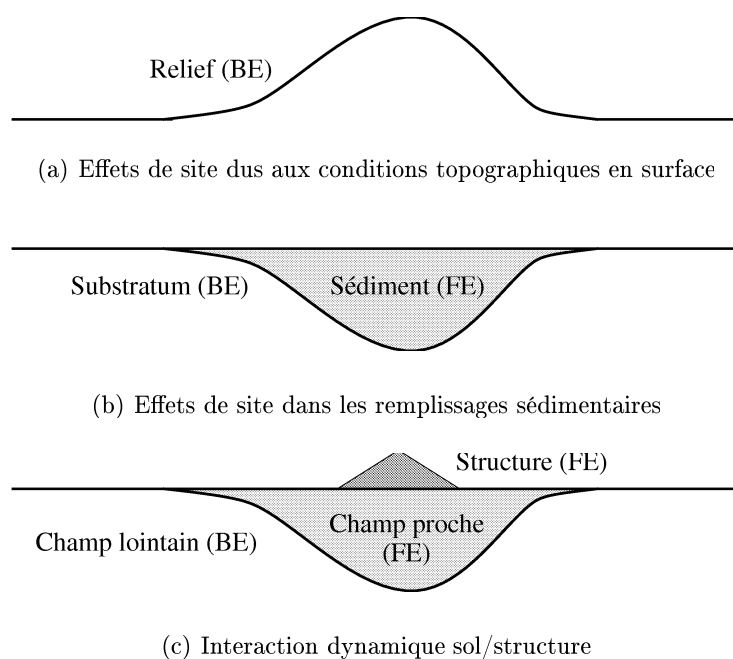 Relief (BE)
(a) Effets de site dus aux conditions topographiques en surface
Substratum (BE)
Sédiment (FE)
(b) Effets de site dans les remplissages sédimentaires
Structure (FE)
Champ proche
(FE)
Champ lointain (BE)
(c) Interaction dynamique sol/structure